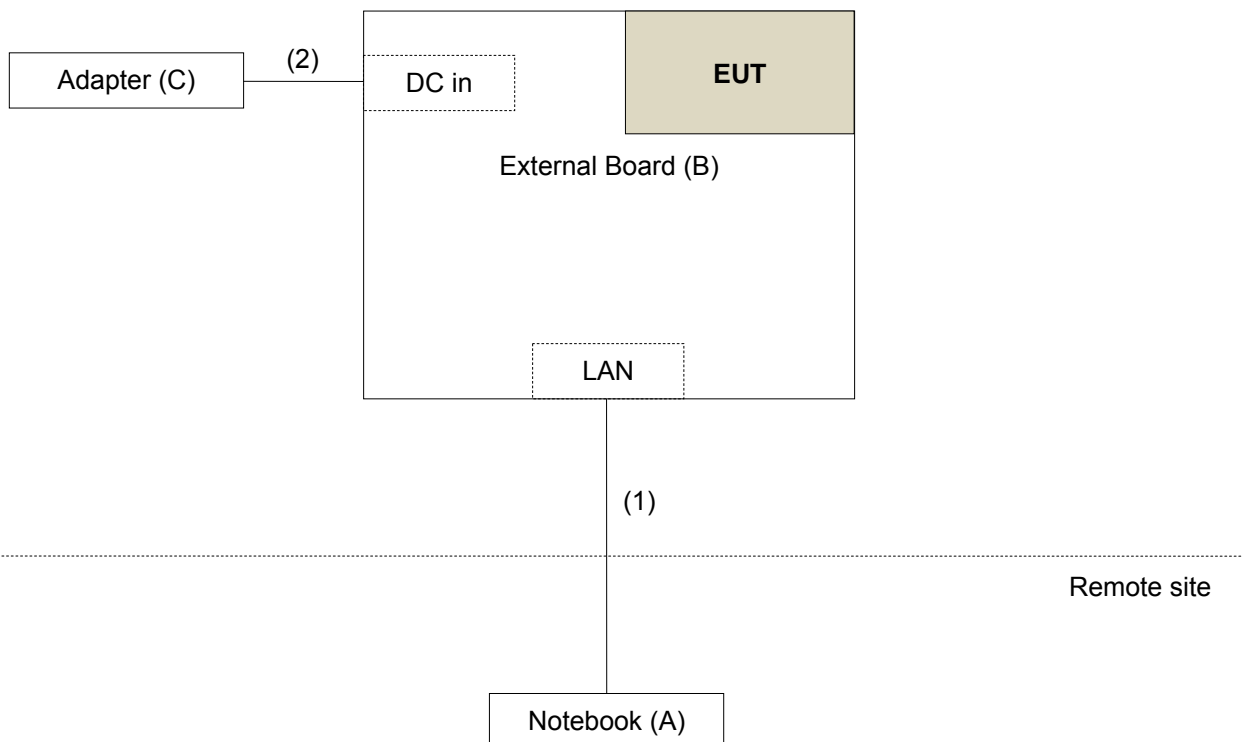 (2)
Adapter (C)
DC in
EUT
External Board (B)
LAN
(1)
Remote site
Notebook (A)